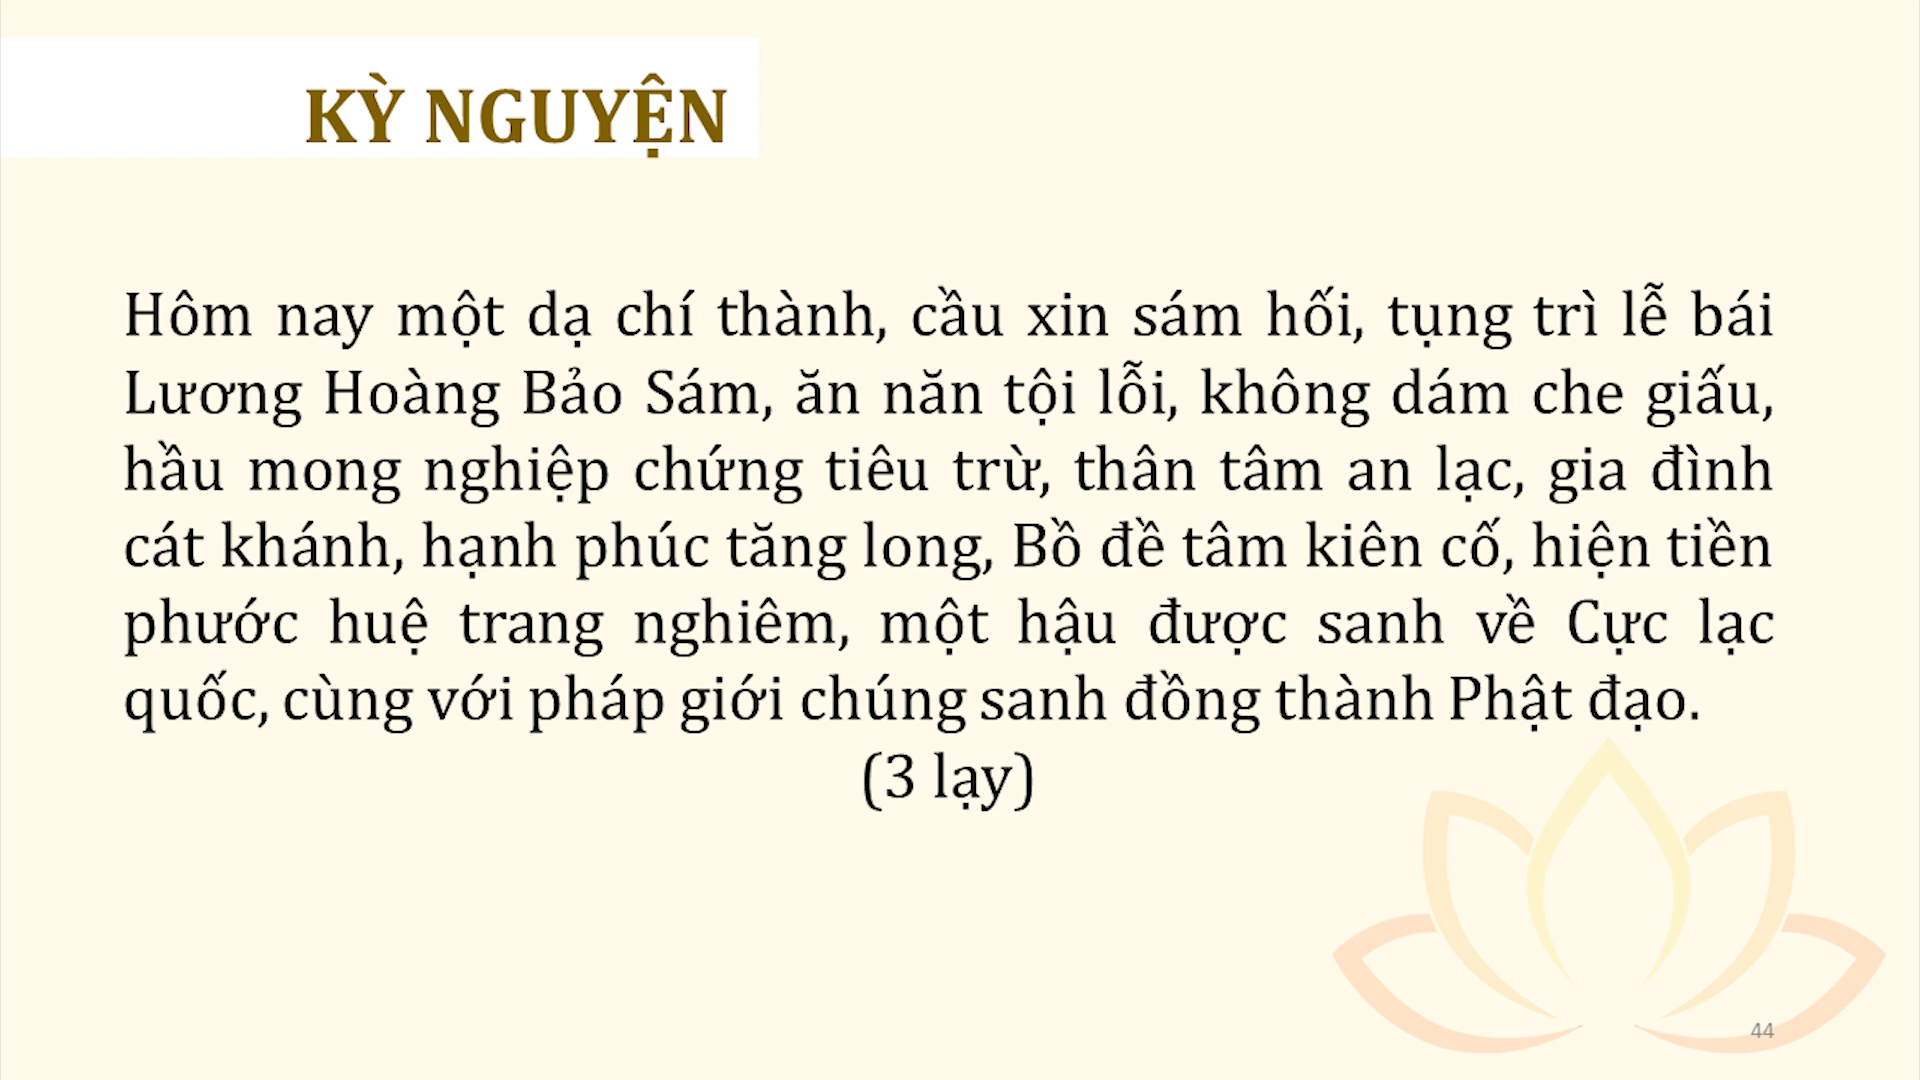 KỲ NGUYỆN
Hôm nay một dạ chí thành, cầu xin sám hối, tụng trì lễ bái
Lương Hoàng Bảo Sám, ăn năn tội lỗi, không dám che giấu,
hầu mong nghiệp chứng tiêu trừ, thân tâm an lạc, gia đình
cát khánh, hạnh phúc tăng long, Bồ đề tâm kiên cố, hiện tiền
phước huệ trang nghiêm, một hậu được sanh về Cực lạc
quốc, cùng với pháp giới chúng sanh đồng thành Phật đạo.
(3 lạy)
44